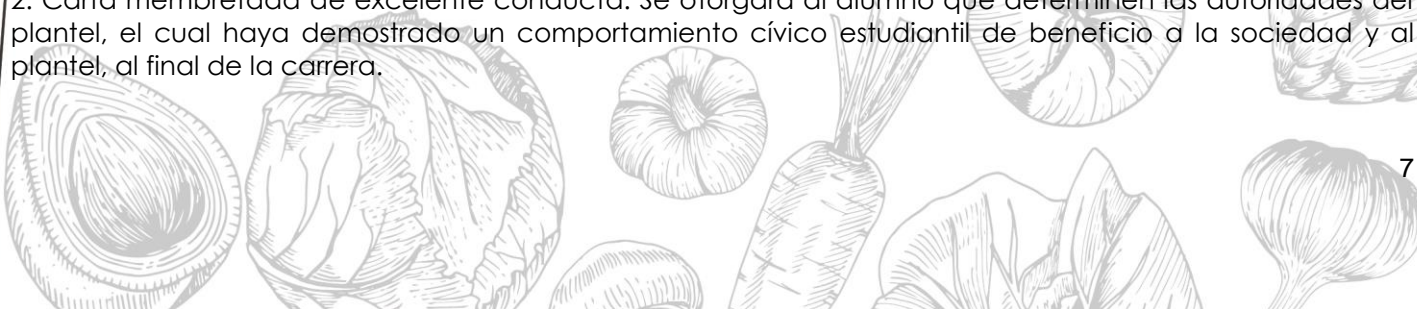 2. Carta membretada de excelente conducta. Se otorgará al alumno que determinen las autoridades del
plantel, el cual haya demostrado un comportamiento cívico estudiantil de beneficio a la sociedad y al
plantel, al final de la carrera.
7